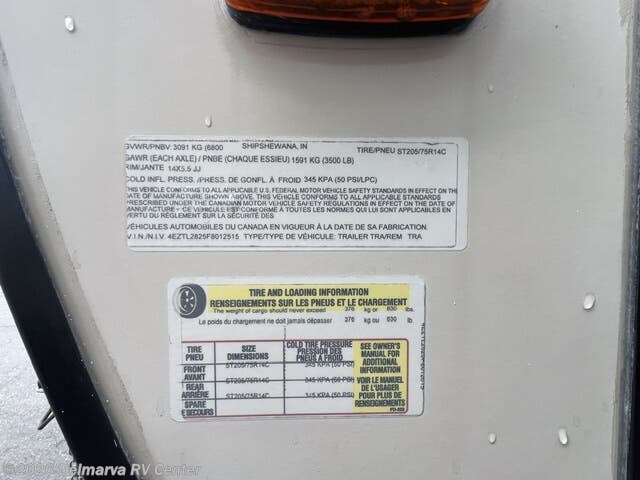 GVWR/PNBV: 3091 KG (6800 SHIPSHEWANA, IN TIRE/PNEU ST205/75R14C
GAWR (EACH AXLE) / PNBE (CHAQUE ESSIEU) 1591 KG (3500 LB)
RIM/JANTE 14X5.5 JJ
COLD INFL. PRESS./PRESS. DE GONFL. À FROID 345 KPA (50 PSI/LPC)
THIS VEHICLE CONFORMS TO ALL APPLICABLE U.S. FEDERAL MOTOR VEHICLE SAFETY STANDARDS IN EFFECT ON THE
DATE OF MANUFACTURE SHOWN ABOVE. THIS VEHICLE CONFORMS TO ALL APPLICABLE STANDARDS
PRESCRIBED UNDER THE CANADIAN MOTOR VEHICLE SAFETY REGULATIONS IN EFFECT ON THE
DATE OF MANUFACTURE VEHICULE EST CONFORME À TOUTES LES NORMES QUI LUI SONT APPLICABLES EN
VERTU DU RÈGLEMENT SUR LA SÉCURITÉ DES
VÉHICULES AUTOMOBILES DU CANADA EN VIGUEUR À LA DATE DE SA FABRICATION.
V.I.N./N.I.V. 4EZTL2825F8012515 TYPE/TYPE DE VÉHICULE: TRAILER TRA/REM TRA
TIRE AND LOADING INFORMATION
RENSEIGNEMENTS SUR LES PNEUS ET LE CHARGEMENT
The weight of cargo should never exceed 376 kg or 830 lbs.
Le poids du chargement ne doit jamais dépasser 376 kg ou 830 lb.
TIRE PNEU SIZE DIMENSIONS COLD TIRE PRESSURE PRESSION DES PNEUS A FROID
SEE OWNER'S MANUAL FOR ADDITIONAL INFORMATION
FRONT AVANT ST205/75R14C 345 KPA (50 PSI)
REAR ARRIÈRE ST205/75R14C 345 KPA (50 PSI)
SPARE DE SECOURS ST205/75R14C 345 KPA (50 PSI)
VOIR LE MANUEL DE L'USAGER POUR PLUS DE RENSEIGNEMENTS
Delmarva RV Center